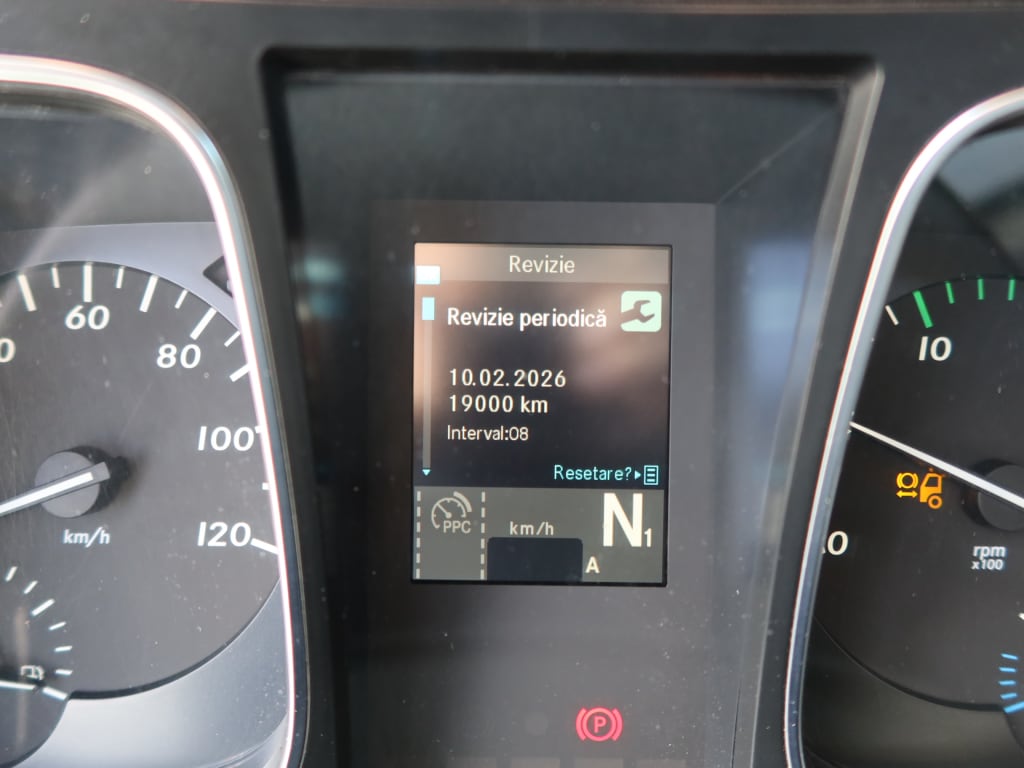 Revizie
Revizie periodică
10.02.2026
19000 km
Interval:08
Resetare?
PPC
km/h
N1
A
60
80
100
120
km/h
10
rpm
x100
P